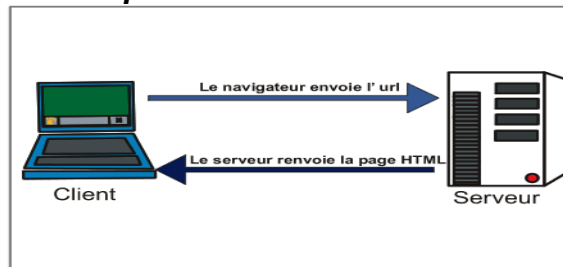 Le navigateur envoie l' url
Le serveur renvoie la page HTML
Client
Serveur